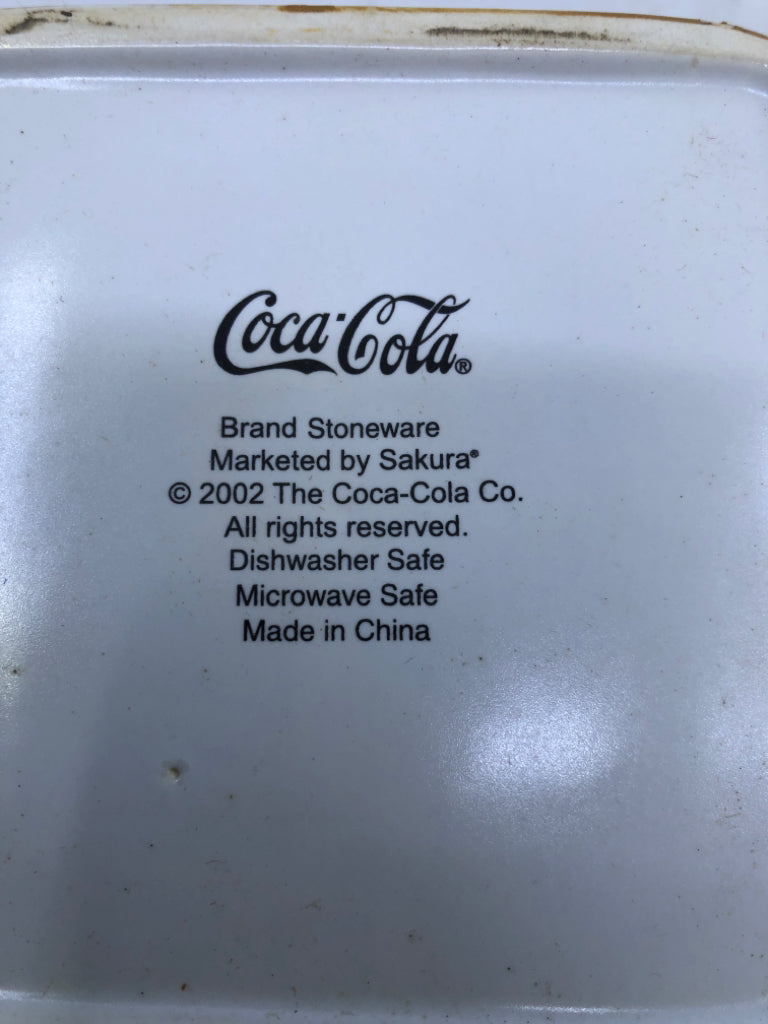 Coca-Cola®
Brand Stoneware
Marketed by Sakura®
© 2002 The Coca-Cola Co.
All rights reserved.
Dishwasher Safe
Microwave Safe
Made in China